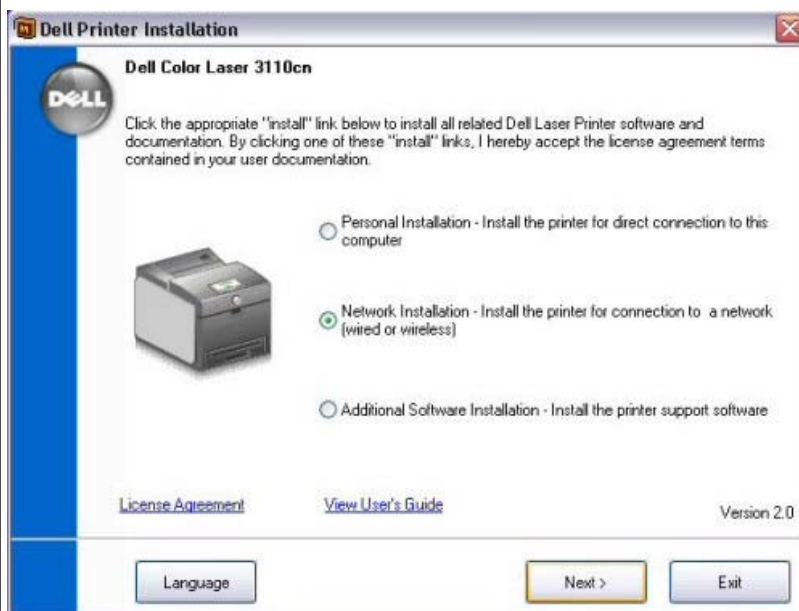 Dell Printer Installation
Dell Color Laser 3110cn
DELL
Click the appropriate "install" link below to install all related Dell Laser Printer software and
documentation. By clicking one of these "install" links, I hereby accept the license agreement terms
contained in your user documentation.
Personal Installation - Install the printer for direct connection to this
computer
Network Installation - Install the printer for connection to a network
(wired or wireless)
Additional Software Installation - Install the printer support software
License Agreement
View User's Guide
Version 2.0
Language
Next >
Exit